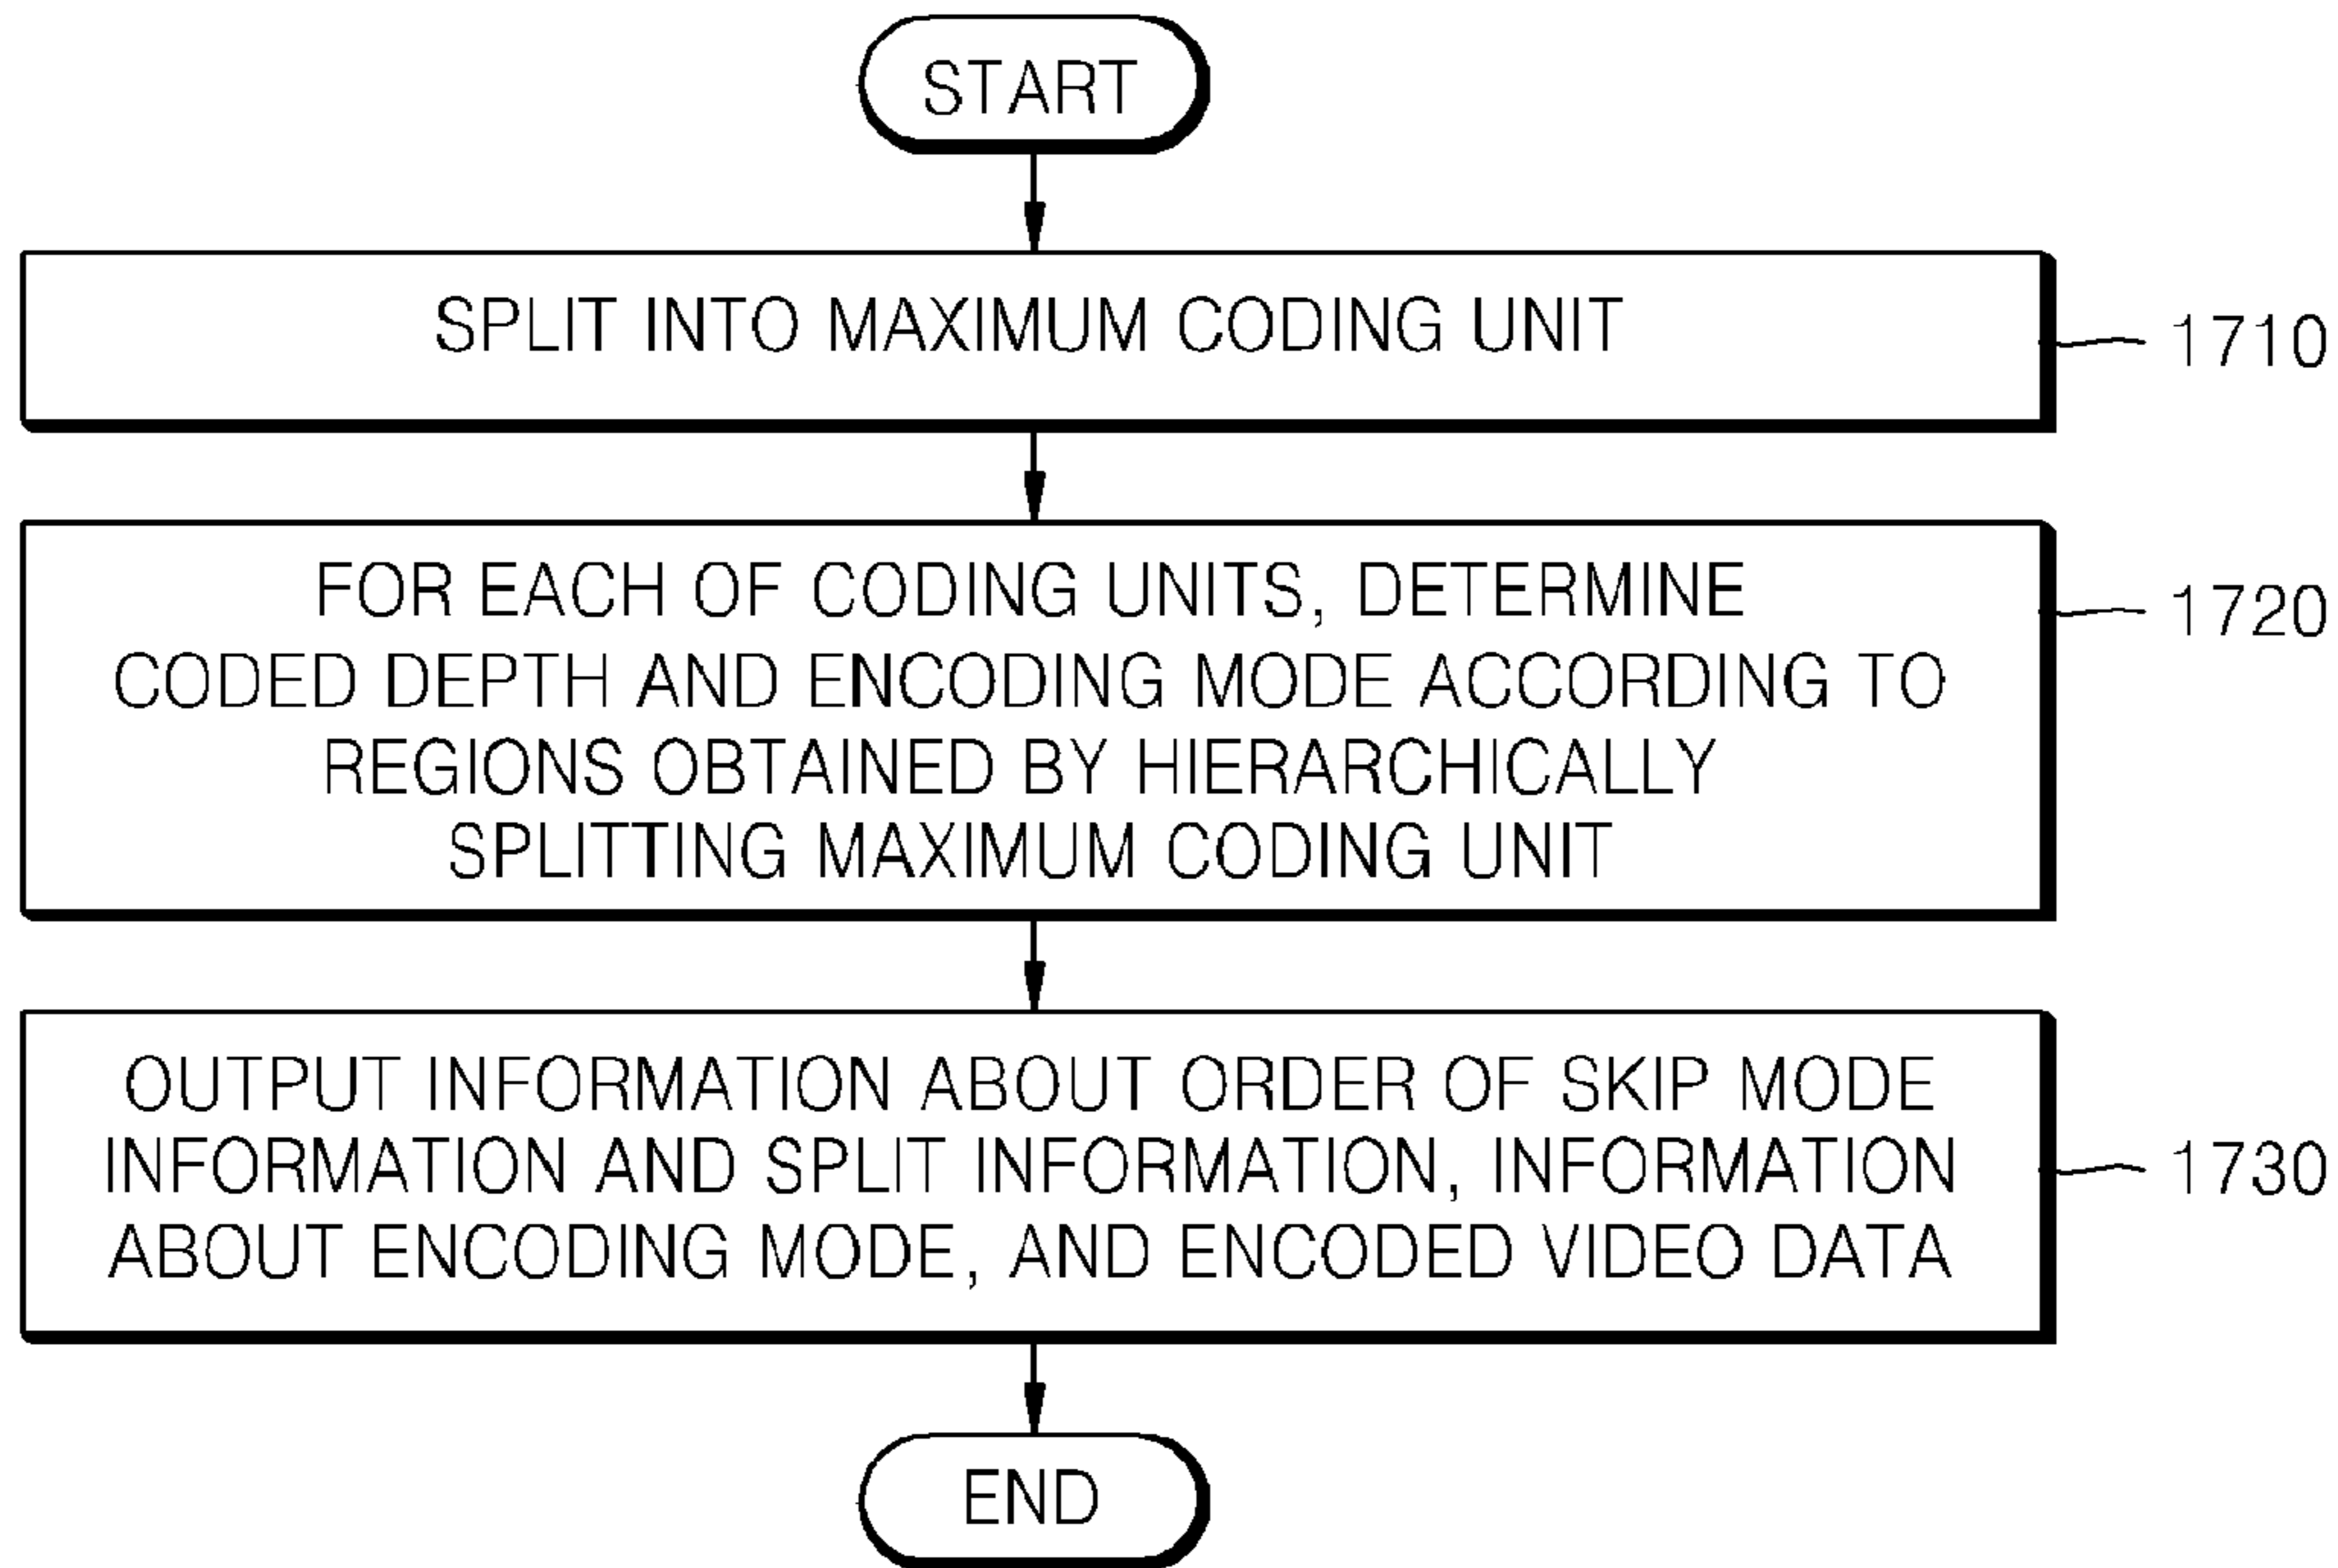 START
SPLIT INTO MAXIMUM CODING UNIT
1710
FOR EACH OF CODING UNITS, DETERMINE
CODED DEPTH AND ENCODING MODE ACCORDING TO
REGIONS OBTAINED BY HIERARCHICALLY
SPLITTING MAXIMUM CODING UNIT
1720
OUTPUT INFORMATION ABOUT ORDER OF SKIP MODE
INFORMATION AND SPLIT INFORMATION, INFORMATION
ABOUT ENCODING MODE, AND ENCODED VIDEO DATA
1730
END